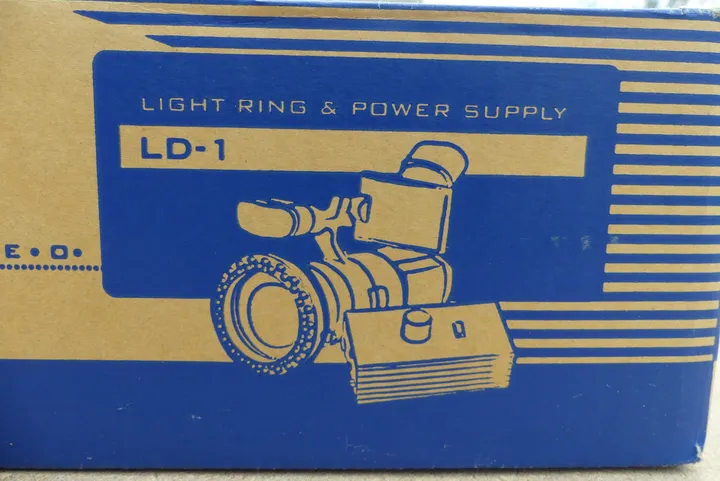 LIGHT RING & POWER SUPPLY
LD-1
E • O •